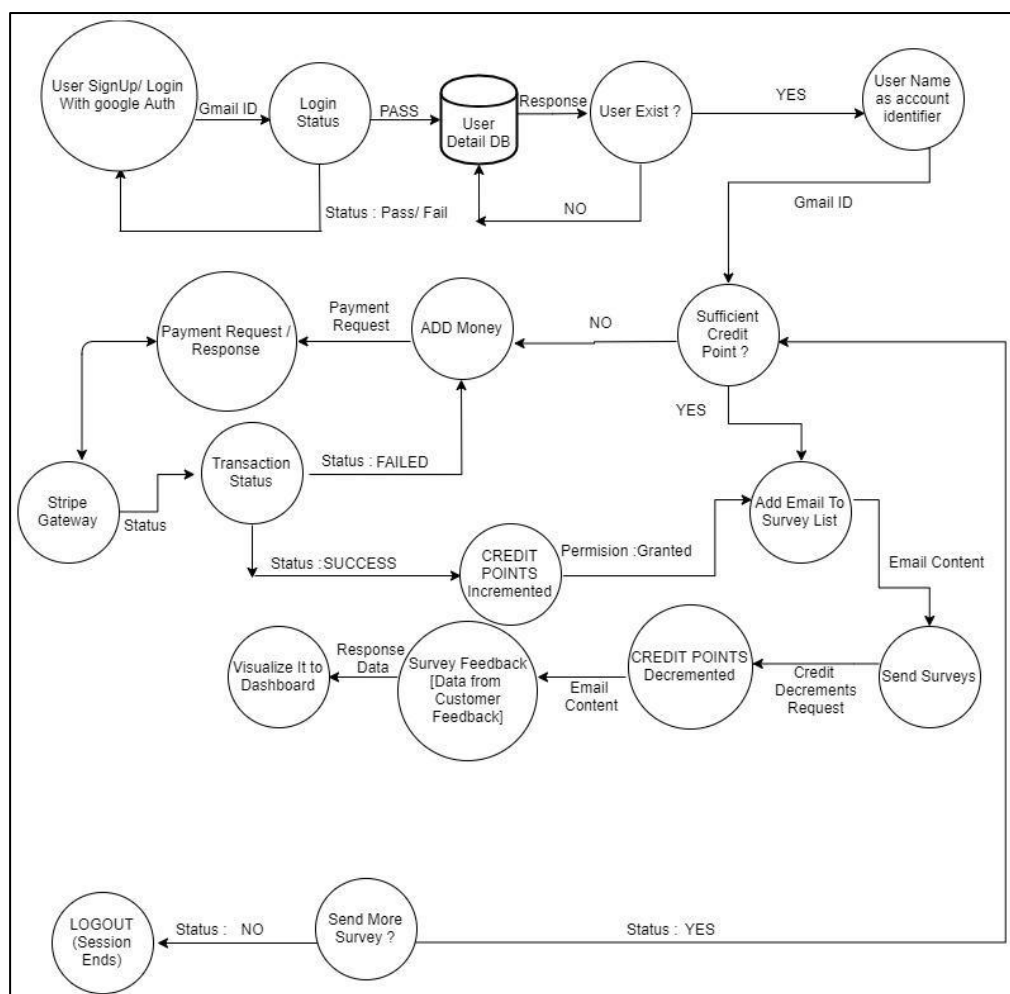 User SignUp/ Login
With google Auth
Gmail ID
Login
Status
PASS
User
Detail DB
Response
User Exist ?
YES
User Name
as account
identifier
Status : Pass/ Fail
NO
Gmail ID
Payment Request /
Response
Payment
Request
ADD Money
NO
Sufficient
Credit
Point ?
YES
Stripe
Gateway
Status
Transaction
Status
Status : FAILED
Add Email To
Survey List
Status :SUCCESS
CREDIT
POINTS
Incremented
Permision :Granted
Email Content
Visualize It to
Dashboard
Response
Data
Survey Feedback
[Data from
Customer
Feedback]
Email
Content
CREDIT POINTS
Decremented
Credit
Decrements
Request
Send Surveys
LOGOUT
(Session
Ends)
Status : NO
Send More
Survey ?
Status : YES